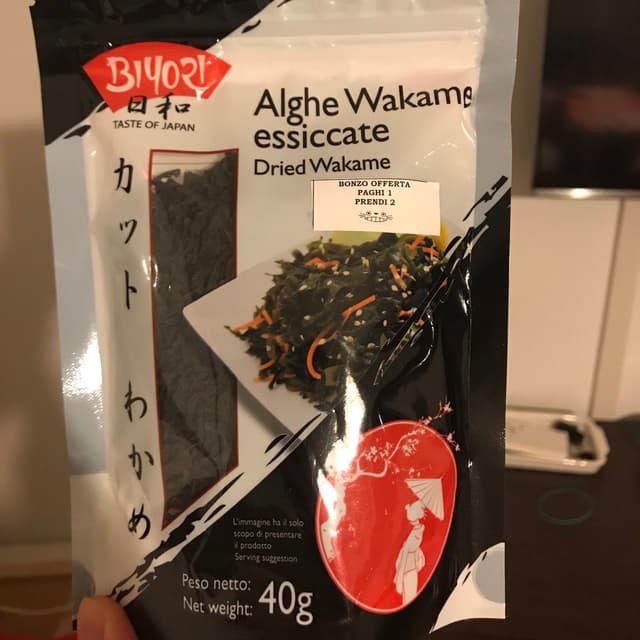 BIYORI
日和
TASTE OF JAPAN
Alghe Wakame
essiccate
Dried Wakame
BONZO OFFERTA
PAGHI 1
PRENDI 2
カット わかめ
L'immagine ha il solo
scopo di presentare
il prodotto
Serving suggestion
Peso netto:
Net weight: 40g